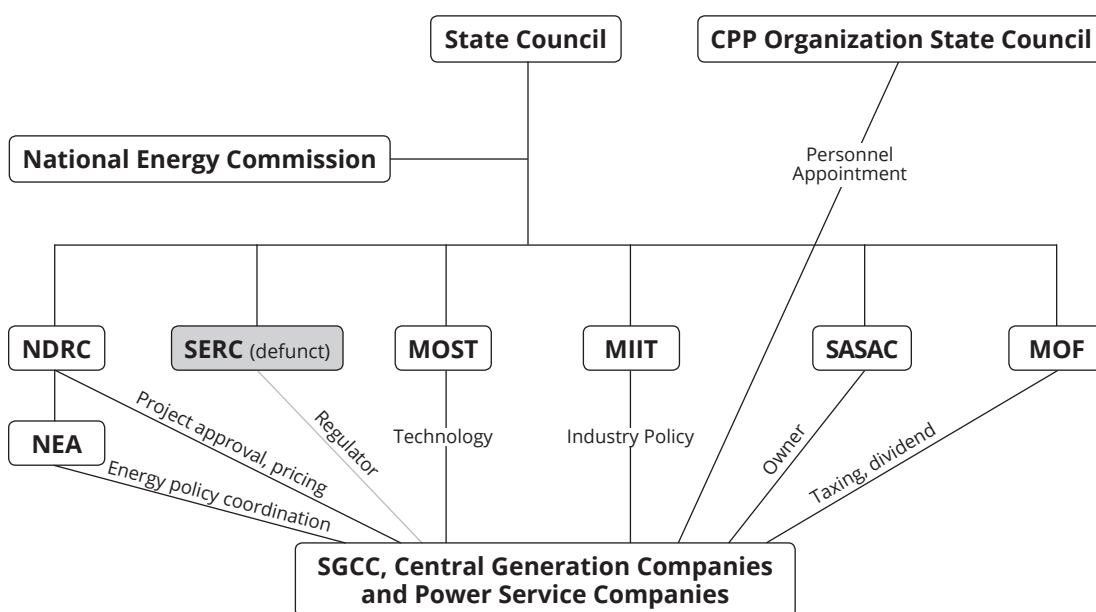 State Council
CPP Organization State Council
National Energy Commission
Personnel
Appointment
NDRC
SERC (defunct)
MOST
MIIT
SASAC
MOF
NEA
Project approval, pricing
Regulator
Technology
Industry Policy
Owner
Taxing, dividend
Energy policy coordination
SGCC, Central Generation Companies
and Power Service Companies